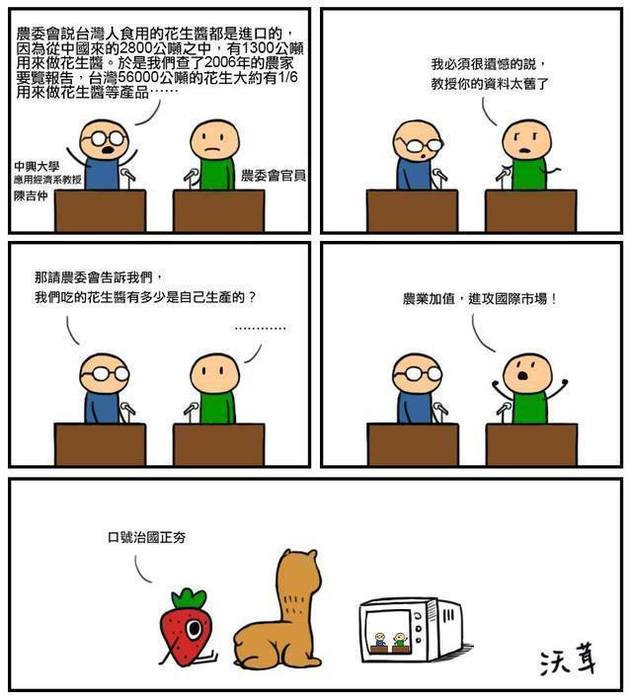 農委會說台灣人食用的花生醬都是進口的，
因為從中國來的2800公噸之中，有1300公噸
用來做花生醬。於是我們查了2006年的農家
要覽報告，台灣56000公噸的花生大約有1/6
用來做花生醬等產品⋯⋯
中興大學
應用經濟系教授
陳吉仲
農委會官員
我必須很遺憾的說，
教授你的資料太舊了
那請農委會告訴我們，
我們吃的花生醬有多少是自己生產的？
…………
農業加值，進攻國際市場！
口號治國正夯
沃草